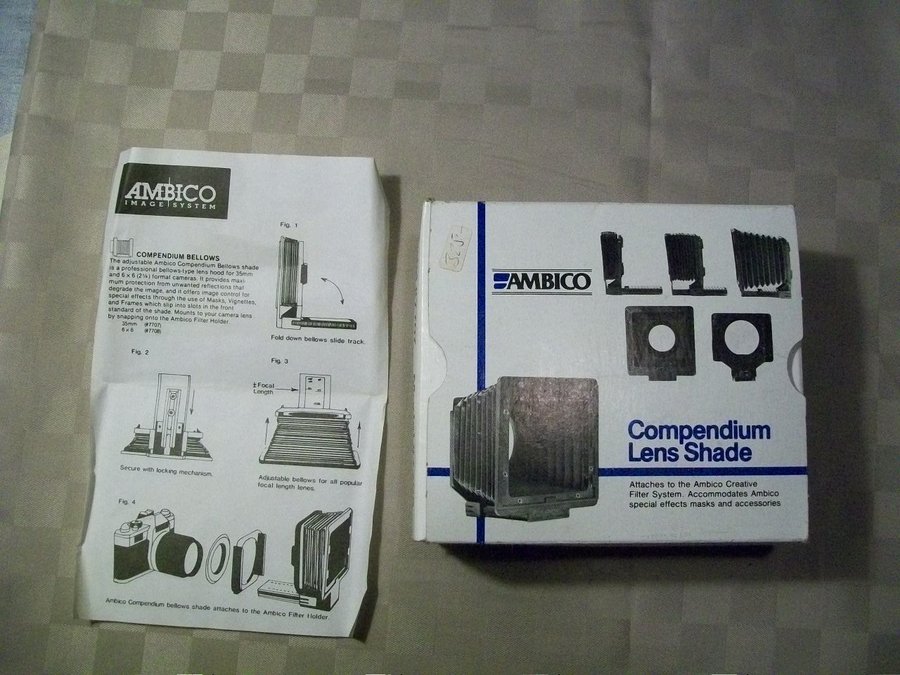 AMBICO
IMAGE SYSTEM
COMPENDIUM BELLOWS
The adjustable Ambico Compendium Bellows shade
is a professional bellows-type lens hood for 35mm
and 6 x 6 (2¼) format cameras. It provides maxi
mum protection from unwanted reflections that
degrade the image, and it offers image control for
special effects through the use of Masks, Vignettes,
and Frames which slip into slots in the front
standard of the shade. Mounts to your camera lens
by snapping onto the Ambico Filter Holder.
35mm (#7707)
6 x 6 (#7708)
Fig. 1
Fold down bellows slide track.
Fig. 2
Secure with locking mechanism.
Fig. 3
± Focal
Length
Adjustable bellows for all popular
focal length lenes.
Fig. 4
Ambico Compendium bellows shade attaches to the Ambico Filter Holder.
AMBICO
Compendium
Lens Shade
Attaches to the Ambico Creative
Filter System. Accommodates Ambico
special effects masks and accessories